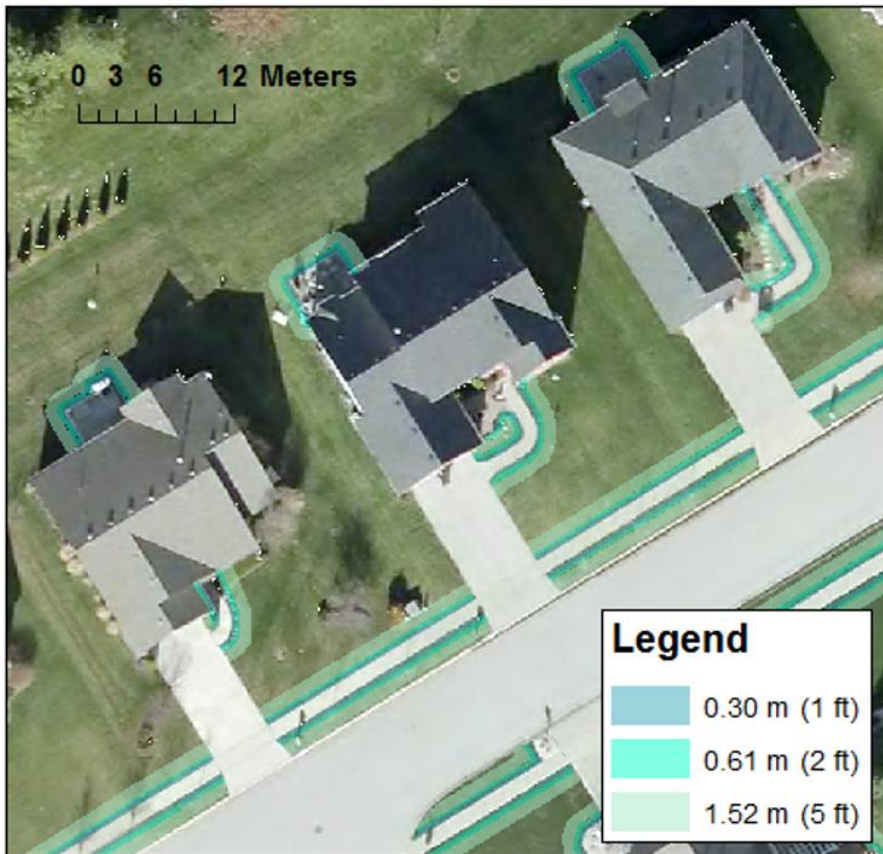 0 3 6 12 Meters
Legend
0.30 m (1 ft)
0.61 m (2 ft)
1.52 m (5 ft)